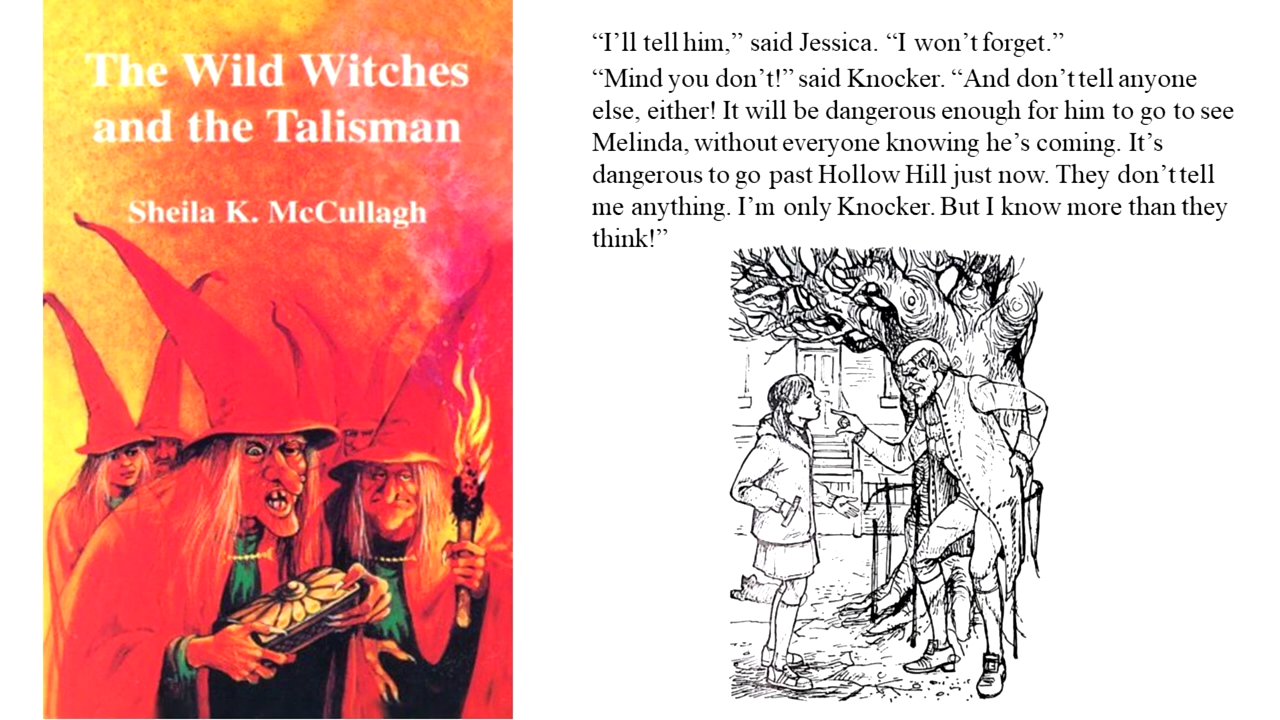 The Wild Witches
and the Talisman
Sheila K. McCullagh
“I’ll tell him,” said Jessica. “I won’t forget.”
“Mind you don’t!” said Knocker. “And don’t tell anyone
else, either! It will be dangerous enough for him to go to see
Melinda, without everyone knowing he’s coming. It’s
dangerous to go past Hollow Hill just now. They don’t tell
me anything. I’m only Knocker. But I know more than they
think!”